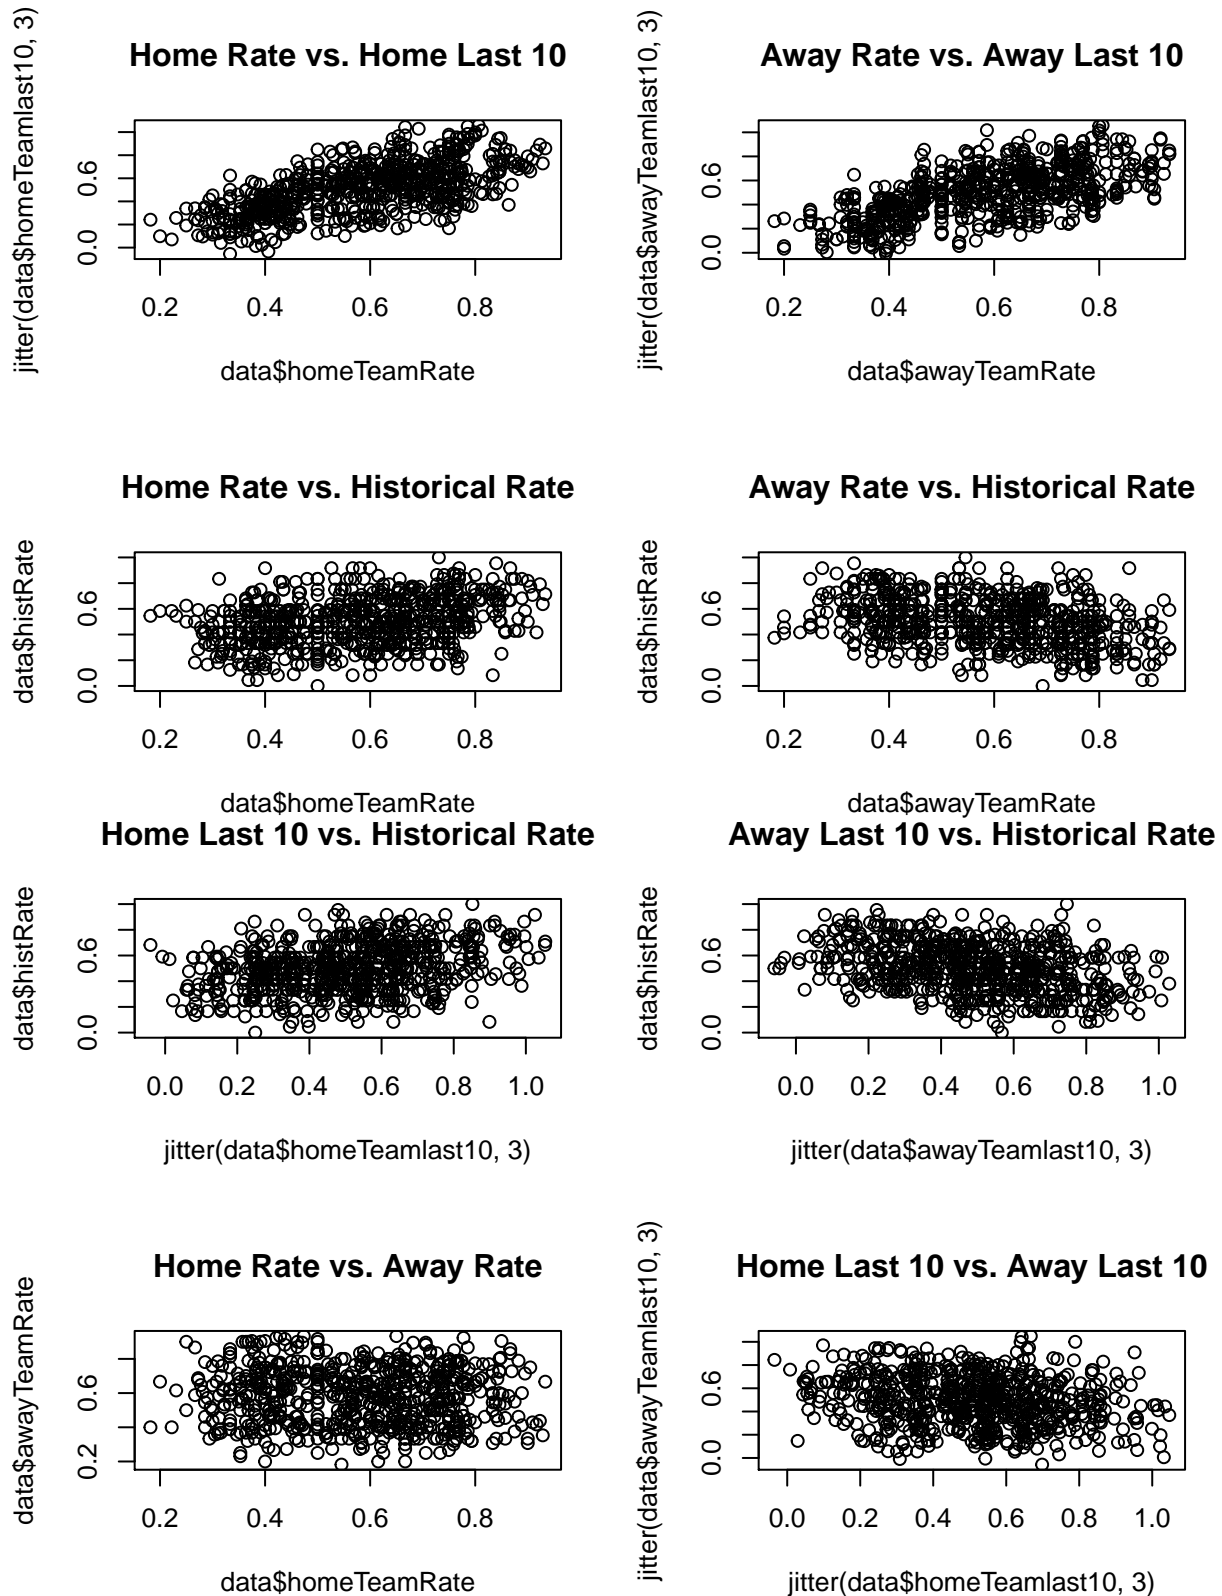 Home Rate vs. Home Last 10
jitter(data$homeTeamlast10, 3)
0.0 0.6
0.2 0.4 0.6 0.8
data$homeTeamRate
Away Rate vs. Away Last 10
jitter(data$awayTeamlast10, 3)
0.0 0.6
0.2 0.4 0.6 0.8
data$awayTeamRate
Home Rate vs. Historical Rate
data$histRate
0.0 0.6
0.2 0.4 0.6 0.8
data$homeTeamRate
Away Rate vs. Historical Rate
data$histRate
0.0 0.6
0.2 0.4 0.6 0.8
data$awayTeamRate
Home Last 10 vs. Historical Rate
data$histRate
0.0 0.6
0.0 0.2 0.4 0.6 0.8 1.0
jitter(data$homeTeamlast10, 3)
Away Last 10 vs. Historical Rate
data$histRate
0.0 0.6
0.0 0.2 0.4 0.6 0.8 1.0
jitter(data$awayTeamlast10, 3)
Home Rate vs. Away Rate
data$awayTeamRate
0.2 0.6
0.2 0.4 0.6 0.8
data$homeTeamRate
Home Last 10 vs. Away Last 10
jitter(data$awayTeamlast10, 3)
0.0 0.6
0.0 0.2 0.4 0.6 0.8 1.0
jitter(data$homeTeamlast10, 3)